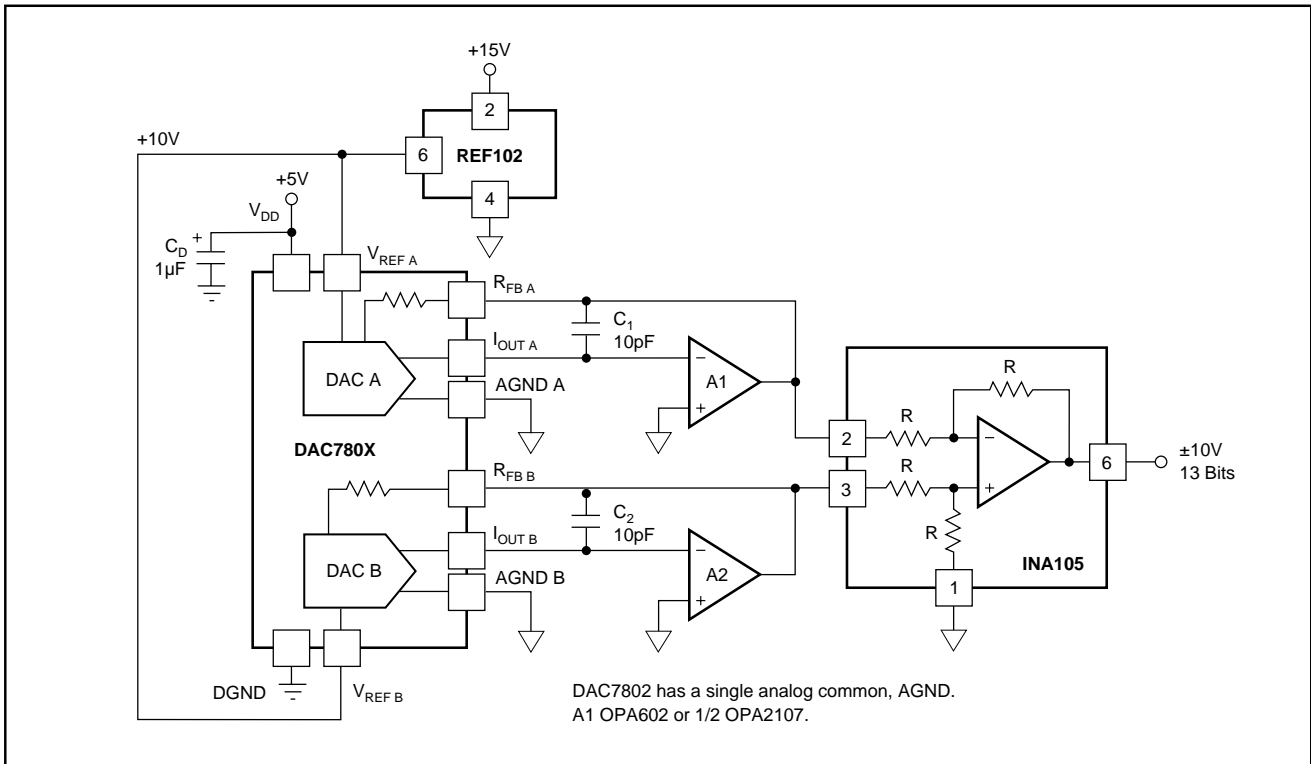 +15V
2
+10V
6
REF102
+5V
4
V_DD
C_D
+
1µF
V_REF A
R_FB A
C_1
10pF
I_OUT A
−
A1
+
DAC A
AGND A
R
R
2
−
DAC780X
6
±10V
13 Bits
R_FB B
3
R
+
C_2
10pF
R
I_OUT B
−
A2
+
DAC B
AGND B
INA105
1
DGND
V_REF B
DAC7802 has a single analog common, AGND.
A1 OPA602 or 1/2 OPA2107.